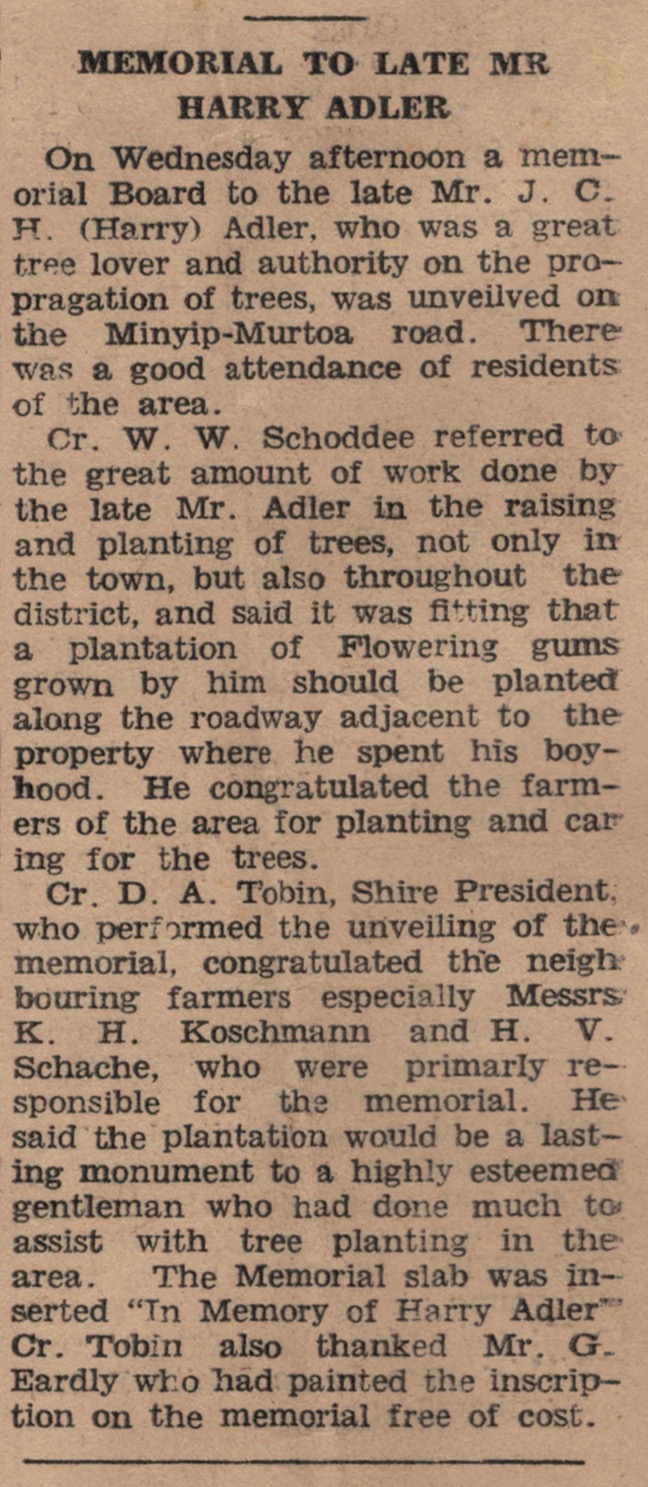 MEMORIAL TO LATE MR
HARRY ADLER
On Wednesday afternoon a mem-
orial Board to the late Mr. J. C.
H. (Harry) Adler, who was a great
tree lover and authority on the pro-
pragation of trees, was unveilved on
the Minyip-Murtoa road. There
was a good attendance of residents
of the area.
Cr. W. W. Schoddee referred to
the great amount of work done by
the late Mr. Adler in the raising
and planting of trees, not only in
the town, but also throughout the
district, and said it was fitting that
a plantation of Flowering gums
grown by him should be planted
along the roadway adjacent to the
property where he spent his boy-
hood. He congratulated the farm-
ers of the area for planting and car-
ing for the trees.
Cr. D. A. Tobin, Shire President,
who performed the unveiling of the
memorial, congratulated the neigh-
bouring farmers especially Messrs.
K. H. Koschmann and H. V.
Schache, who were primarly re-
sponsible for the memorial. He
said the plantation would be a last-
ing monument to a highly esteemed
gentleman who had done much to
assist with tree planting in the
area. The Memorial slab was in-
serted "In Memory of Harry Adler"
Cr. Tobin also thanked Mr. G.
Eardly who had painted the inscrip-
tion on the memorial free of cost.